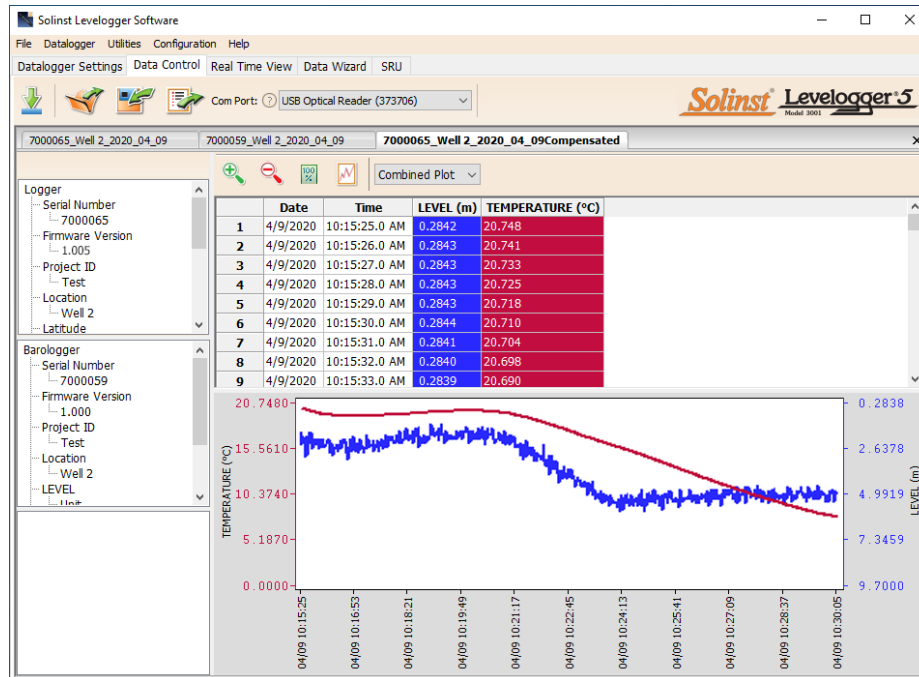 Solinst Levelogger Software
File Datalogger Utilities Configuration Help
Datalogger Settings Data Control Real Time View Data Wizard SRU
Com Port: ? USB Optical Reader (373706)
Solinst Levelogger 5
Model 3001
7000065_Well 2_2020_04_09 7000059_Well 2_2020_04_09 7000065_Well 2_2020_04_09Compensated
100 %
Combined Plot
Logger
Serial Number
7000065
Firmware Version
1.005
Project ID
Test
Location
Well 2
Latitude
Barologger
Serial Number
7000059
Firmware Version
1.000
Project ID
Test
Location
Well 2
LEVEL
Unit
Date Time LEVEL (m) TEMPERATURE (°C)
1 4/9/2020 10:15:25.0 AM 0.2842 20.748
2 4/9/2020 10:15:26.0 AM 0.2843 20.741
3 4/9/2020 10:15:27.0 AM 0.2843 20.733
4 4/9/2020 10:15:28.0 AM 0.2843 20.725
5 4/9/2020 10:15:29.0 AM 0.2843 20.718
6 4/9/2020 10:15:30.0 AM 0.2844 20.710
7 4/9/2020 10:15:31.0 AM 0.2841 20.704
8 4/9/2020 10:15:32.0 AM 0.2840 20.698
9 4/9/2020 10:15:33.0 AM 0.2839 20.690
TEMPERATURE (°C)
20.7480
15.5610
10.3740
5.1870
0.0000
0.2838
2.6378
4.9919
7.3459
9.7000
LEVEL (m)
04/09 10:15:25
04/09 10:16:53
04/09 10:18:21
04/09 10:19:49
04/09 10:21:17
04/09 10:22:45
04/09 10:24:13
04/09 10:25:41
04/09 10:27:09
04/09 10:28:37
04/09 10:30:05